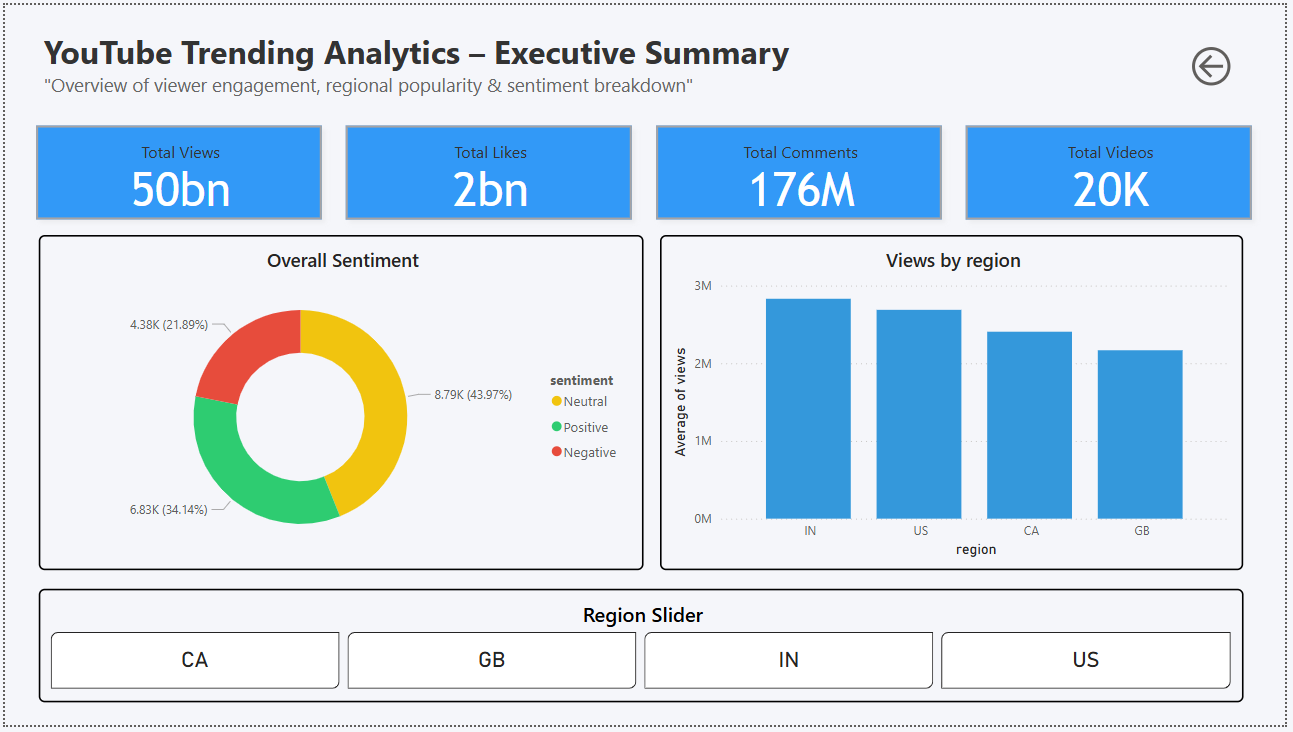 YouTube Trending Analytics – Executive Summary
"Overview of viewer engagement, regional popularity & sentiment breakdown"
Total Views
50bn
Total Likes
2bn
Total Comments
176M
Total Videos
20K
Overall Sentiment
4.38K (21.89%)
8.79K (43.97%)
6.83K (34.14%)
sentiment
Neutral
Positive
Negative
Views by region
Average of views
3M
2M
1M
0M
IN
US
CA
GB
region
Region Slider
CA
GB
IN
US